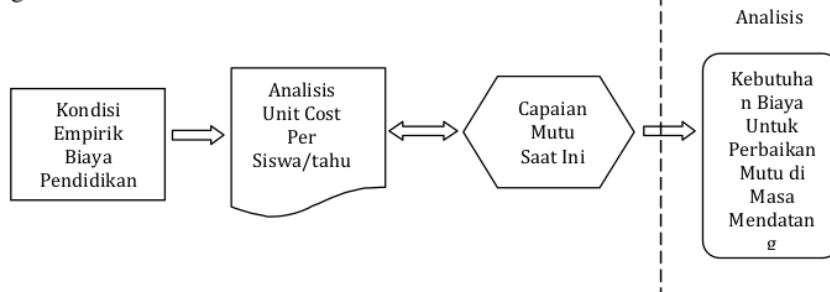 g
Analisis
Kondisi
Empirik
Biaya
Pendidikan
Analisis
Unit Cost
Per
Siswa/tahu
Capaian
Mutu
Saat Ini
Kebutuha
n Biaya
Untuk
Perbaikan
Mutu di
Masa
Mendatan
g